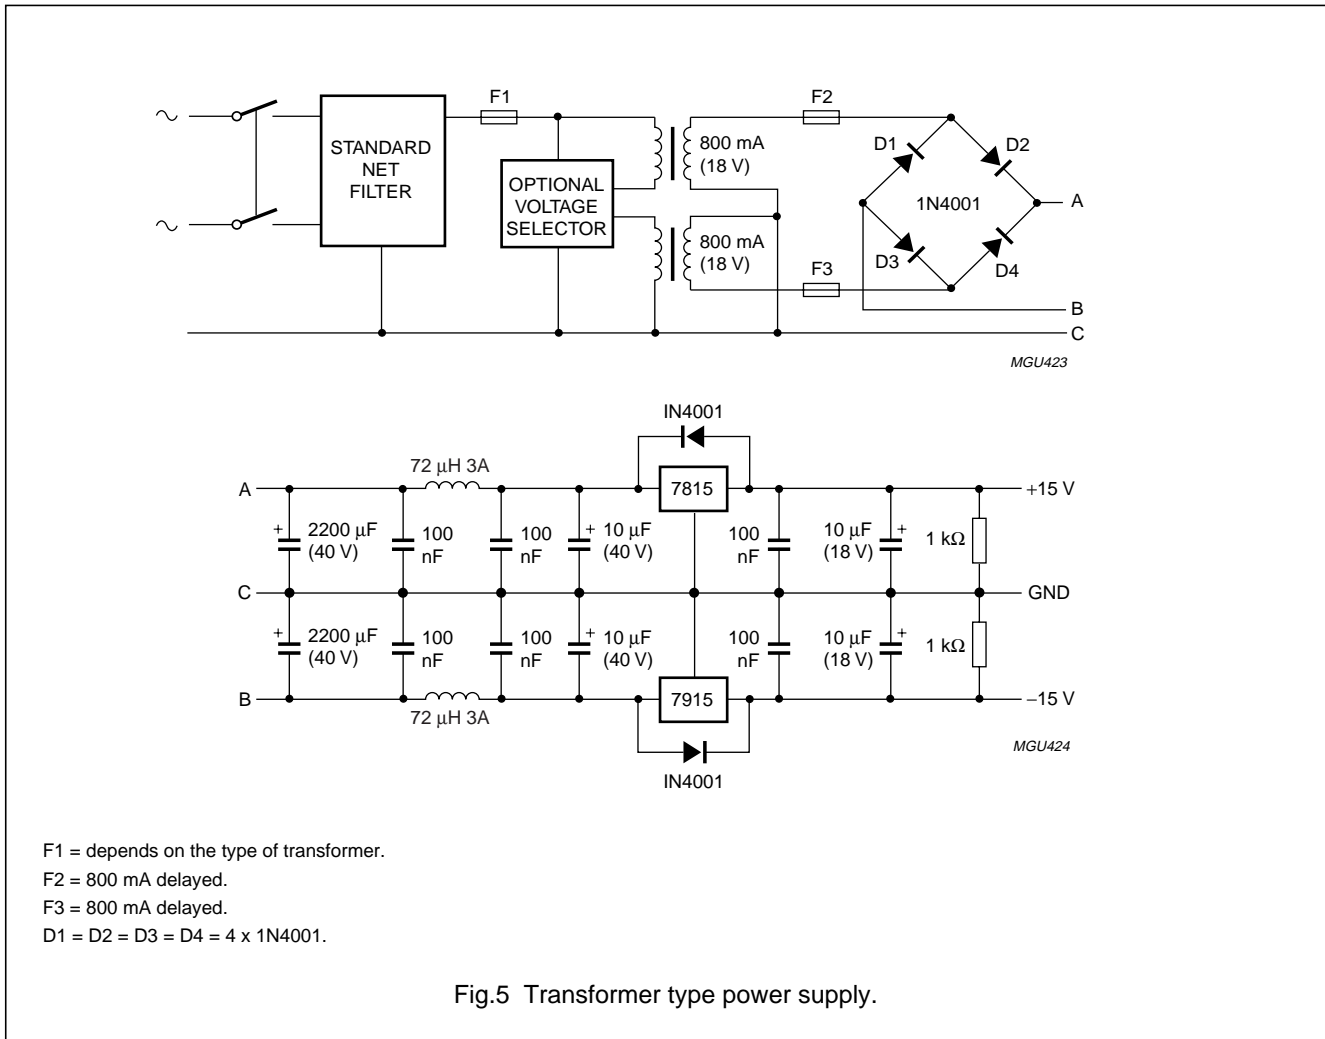 F1
F2
STANDARD
NET
FILTER
OPTIONAL
VOLTAGE
SELECTOR
800 mA
(18 V)
800 mA
(18 V)
D1
D2
1N4001
A
D3
D4
F3
B
C
MGU423
IN4001
72 μH 3A
A
7815
+15 V
+
2200 μF
(40 V)
100
nF
100
nF
+
10 μF
(40 V)
100
nF
10 μF
(18 V)
+
1 kΩ
C
GND
+
2200 μF
(40 V)
100
nF
100
nF
+
10 μF
(40 V)
100
nF
10 μF
(18 V)
+
1 kΩ
B
72 μH 3A
7915
−15 V
IN4001
MGU424
F1 = depends on the type of transformer.
F2 = 800 mA delayed.
F3 = 800 mA delayed.
D1 = D2 = D3 = D4 = 4 x 1N4001.
Fig.5 Transformer type power supply.